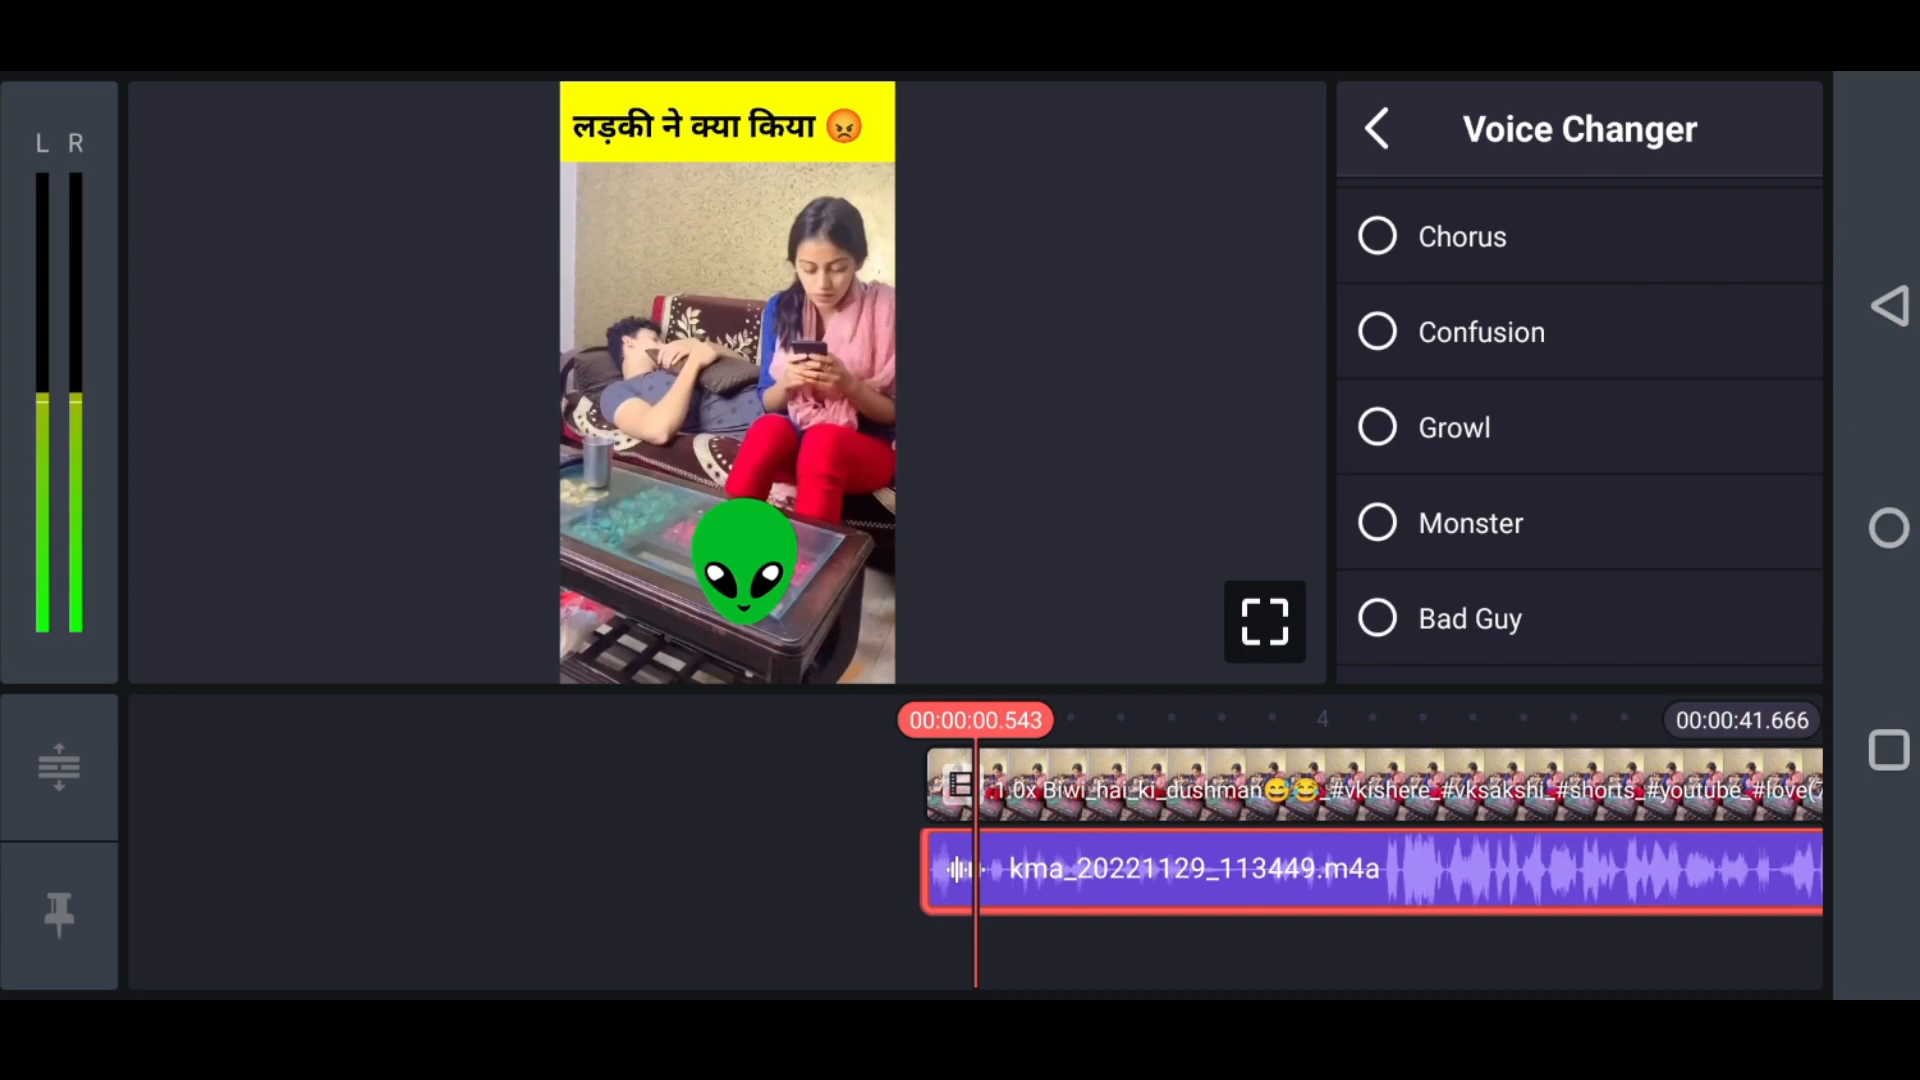 L R
लड़की ने क्या किया 😡
Voice Changer
Chorus
Confusion
Growl
Monster
Bad Guy
00:00:00.543
4
00:00:41.666
1.0x Biwi_hai_ki_dushman😅😂_#vkishere_#vksakshi_#shorts_#youtube_#love(
kma_20221129_113449.m4a